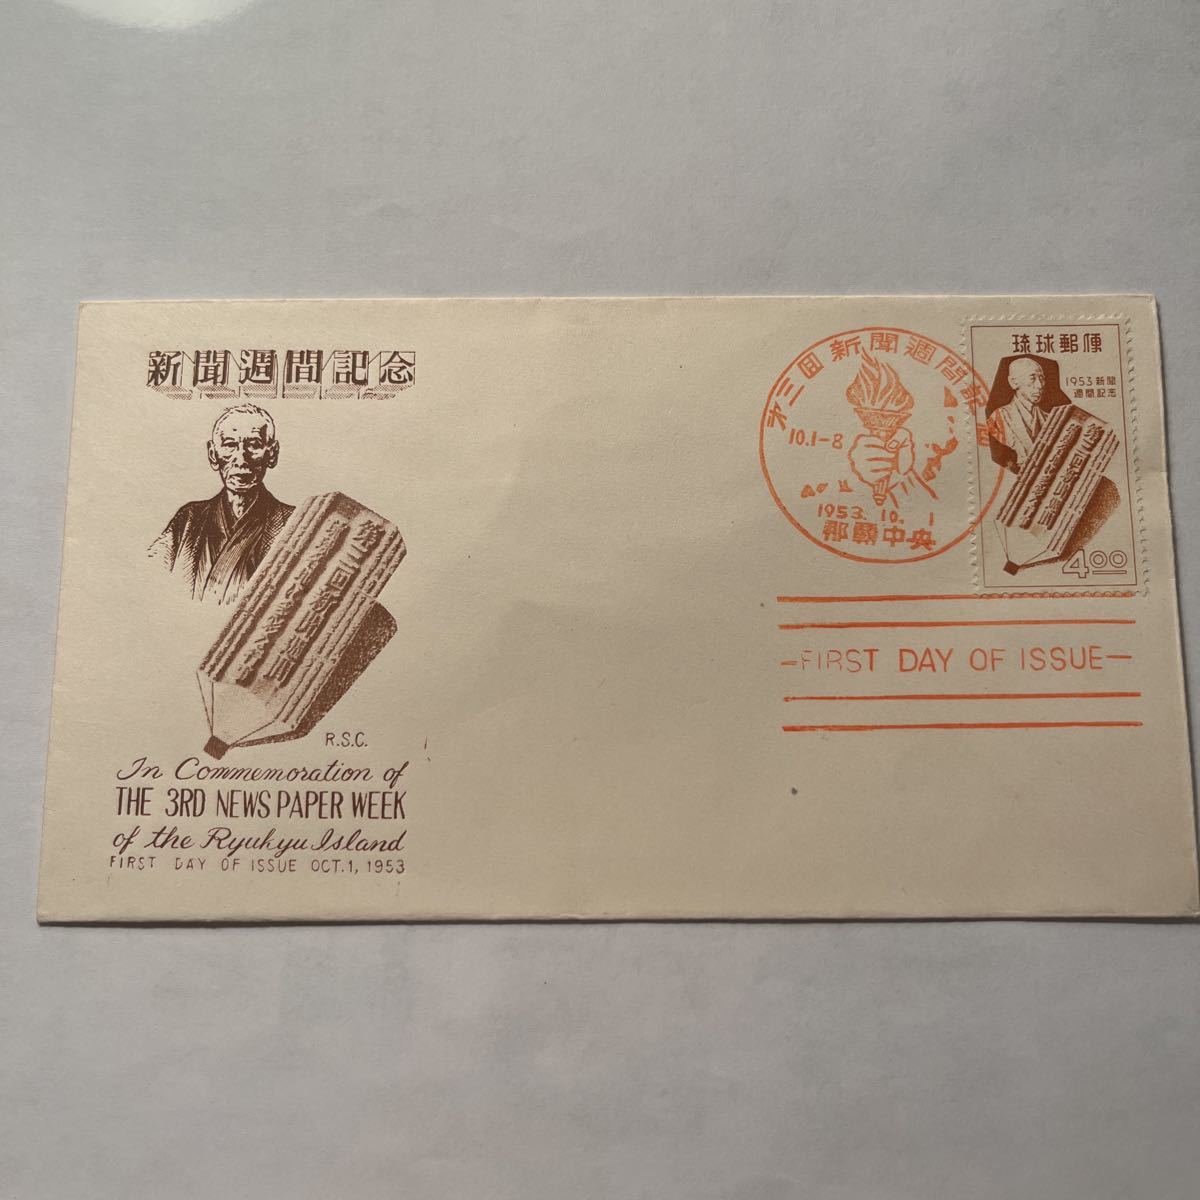 新聞週間記念
R.S.C.
In Commemoration of
THE 3RD NEWS PAPER WEEK
of the Ryukyu Island
FIRST DAY OF ISSUE OCT.1, 1953
第三回新聞週間記念
10.1-8
1953. 10. 1
那覇中央
琉球郵便
1953 新聞
週間記念
4.00
—FIRST DAY OF ISSUE—